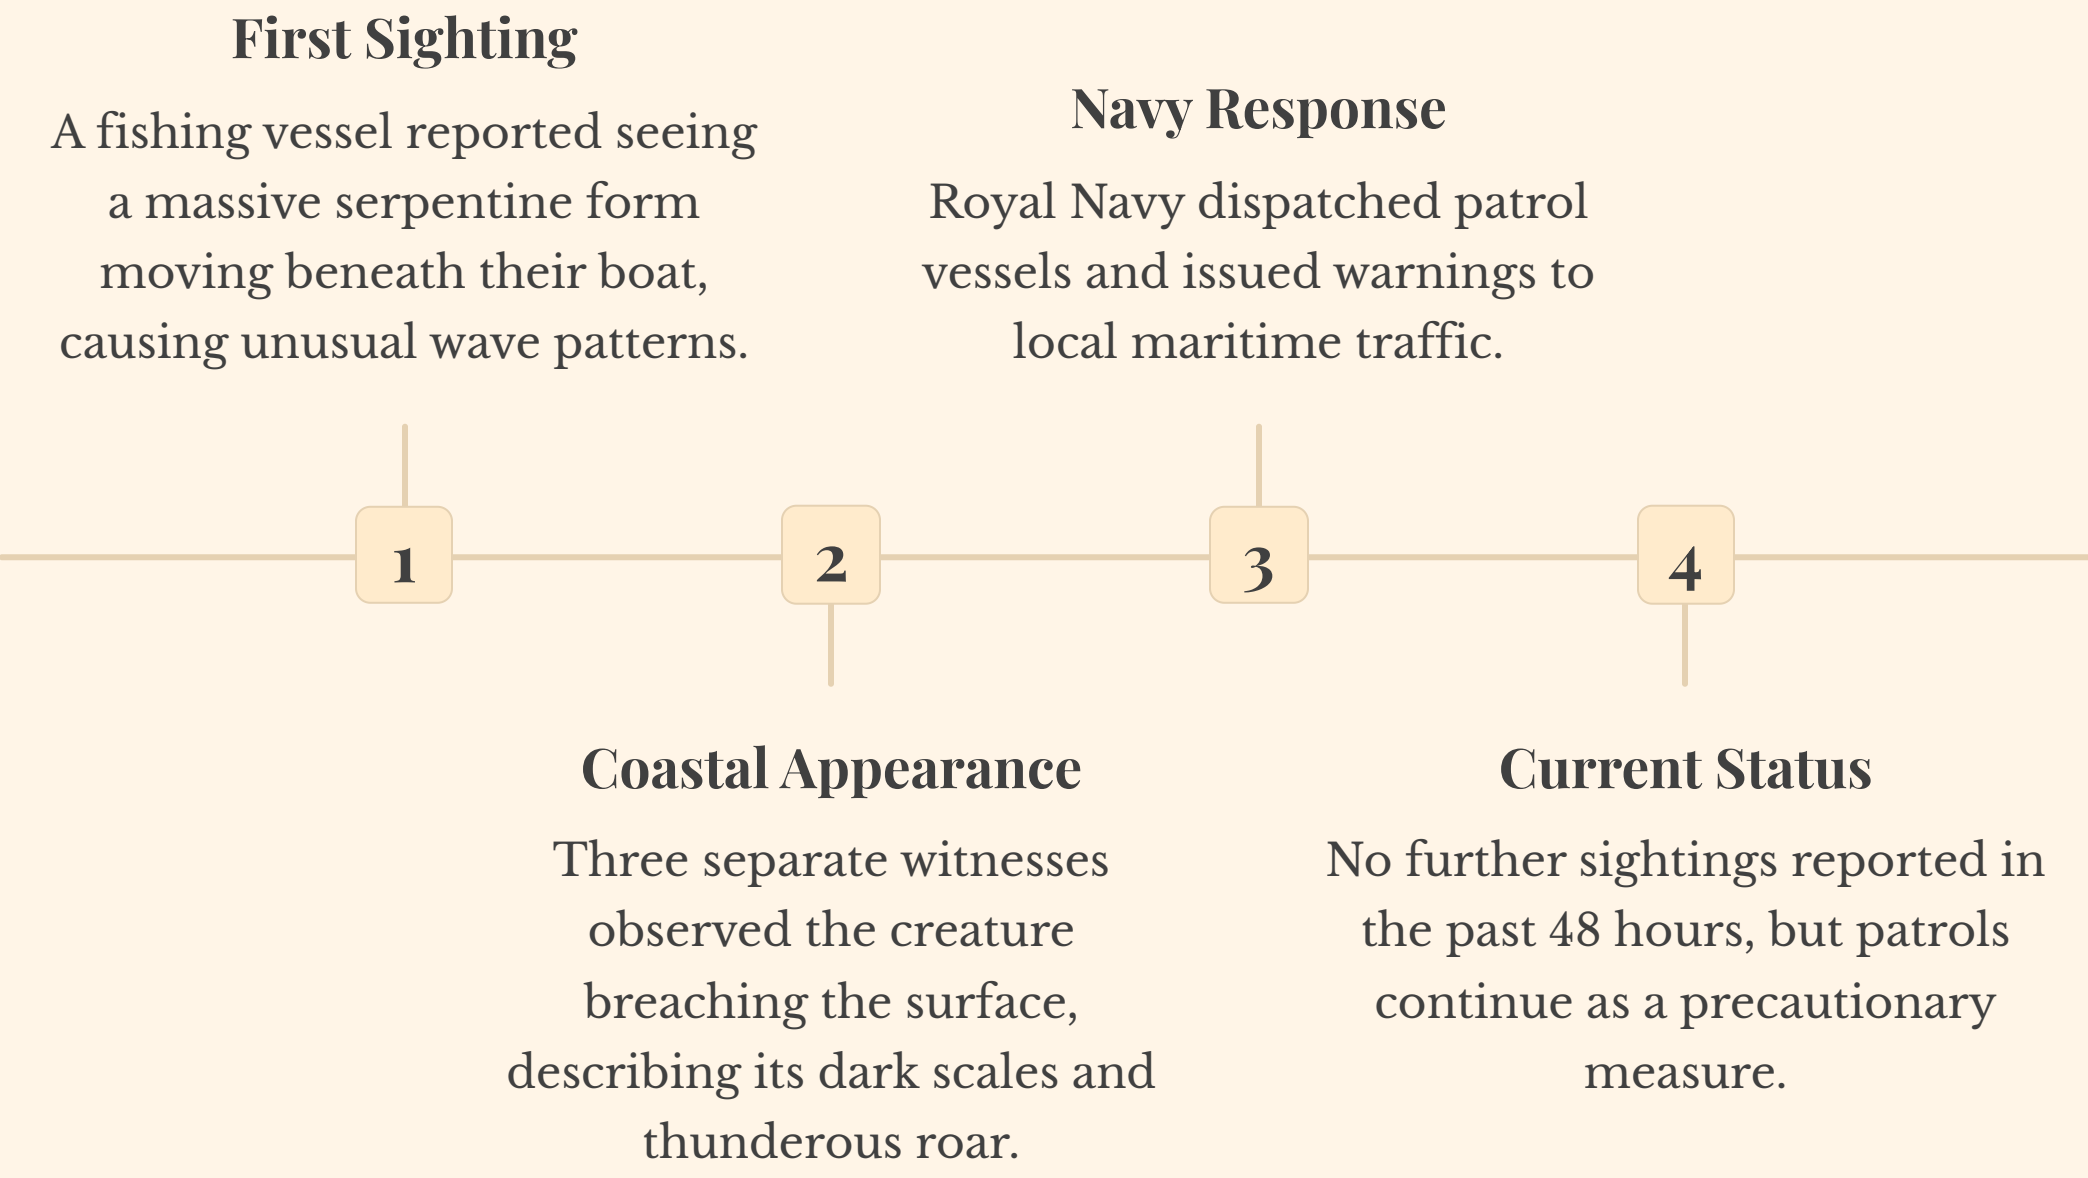 First Sighting
A fishing vessel reported seeing
a massive serpentine form
moving beneath their boat,
causing unusual wave patterns.
1
Coastal Appearance
Three separate witnesses
observed the creature
breaching the surface,
describing its dark scales and
thunderous roar.
2
Navy Response
Royal Navy dispatched patrol
vessels and issued warnings to
local maritime traffic.
3
Current Status
No further sightings reported in
the past 48 hours, but patrols
continue as a precautionary
measure.
4